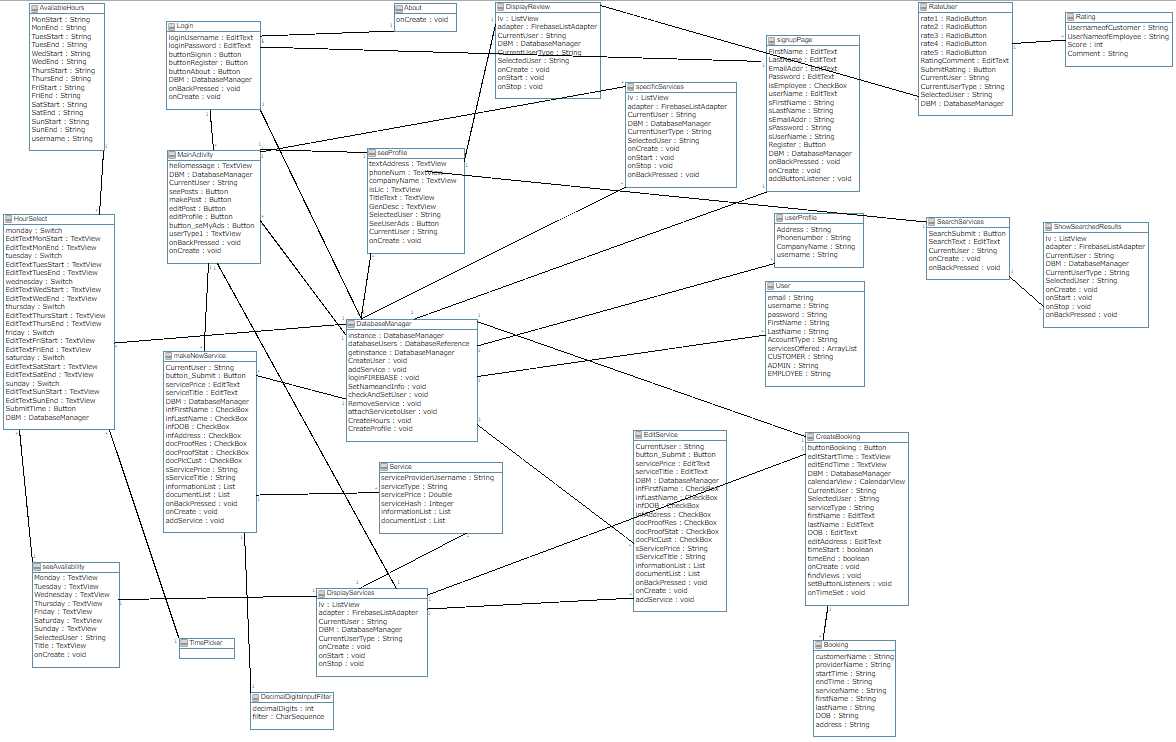 AvailableHours
MonStart : String
MonEnd : String
TuesStart : String
TuesEnd : String
WedStart : String
WedEnd : String
ThursStart : String
ThursEnd : String
FriStart : String
FriEnd : String
SatStart : String
SatEnd : String
SunStart : String
SunEnd : String
username : String
Login
loginUsername : EditText
loginPassword : EditText
buttonSignin : Button
buttonRegister : Button
buttonAbout : Button
DBM : DatabaseManager
onBackPressed : void
onCreate : void
About
onCreate : void
DisplayReview
lv : ListView
adapter : FirebaseListAdapter
CurrentUser : String
DBM : DatabaseManager
CurrentUserType : String
SelectedUser : String
onCreate : void
onStart : void
onStop : void
signupPage
FirstName : EditText
LastName : EditText
EmailAddr : EditText
Password : EditText
isEmployee : CheckBox
userName : EditText
sFirstName : String
sLastName : String
sEmailAddr : String
sPassword : String
sUserName : String
Register : Button
DBM : DatabaseManager
onBackPressed : void
onCreate : void
addButtonListener : void
RateUser
rate1 : RadioButton
rate2 : RadioButton
rate3 : RadioButton
rate4 : RadioButton
rate5 : RadioButton
RatingComment : EditText
SubmitRating : Button
CurrentUser : String
CurrentUserType : String
SelectedUser : String
DBM : DatabaseManager
Rating
UsernameofCustomer : String
UserNameofEmployee : String
Score : int
Comment : String
specificServices
lv : ListView
adapter : FirebaseListAdapter
CurrentUser : String
DBM : DatabaseManager
CurrentUserType : String
SelectedUser : String
onCreate : void
onStart : void
onStop : void
onBackPressed : void
MainActivity
hellomessage : TextView
DBM : DatabaseManager
CurrentUser : String
seePosts : Button
makePost : Button
editPost : Button
editProfile : Button
button_seMyAds : Button
userType1 : TextView
onBackPressed : void
onCreate : void
seeProfile
textAddress : TextView
phoneNum : TextView
companyName : TextView
isLic : TextView
TitleText : TextView
GenDesc : TextView
SelectedUser : String
SeeUserAds : Button
CurrentUser : String
onCreate : void
userProfile
Address : String
Phonenumber : String
CompanyName : String
username : String
SearchServices
SearchSubmit : Button
SearchText : EditText
CurrentUser : String
onCreate : void
onBackPressed : void
ShowSearchedResults
lv : ListView
adapter : FirebaseListAdapter
CurrentUser : String
DBM : DatabaseManager
CurrentUserType : String
SelectedUser : String
onCreate : void
onStart : void
onStop : void
onBackPressed : void
HourSelect
monday : Switch
EditTextMonStart : TextView
EditTextMonEnd : TextView
tuesday : Switch
EditTextTuesStart : TextView
EditTextTuesEnd : TextView
wednesday : Switch
EditTextWedStart : TextView
EditTextWedEnd : TextView
thursday : Switch
EditTextThursStart : TextView
EditTextThursEnd : TextView
friday : Switch
EditTextFriStart : TextView
EditTextFriEnd : TextView
saturday : Switch
EditTextSatStart : TextView
EditTextSatEnd : TextView
sunday : Switch
EditTextSunStart : TextView
EditTextSunEnd : TextView
SubmitTime : Button
DBM : DatabaseManager
User
email : String
username : String
password : String
FirstName : String
LastName : String
AccountType : String
servicesOffered : ArrayList
CUSTOMER : String
ADMIN : String
EMPLOYEE : String
DatabaseManager
instance : DatabaseManager
databaseUsers : DatabaseReference
getinstance : DatabaseManager
CreateUser : void
addService : void
loginFIREBASE : void
SetNameandInfo : void
checkAndSetUser : void
RemoveService : void
attachServicetoUser : void
CreateHours : void
CreateProfile : void
makeNewService
CurrentUser : String
button_Submit : Button
servicePrice : EditText
serviceTitle : EditText
DBM : DatabaseManager
infFirstName : CheckBox
infLastName : CheckBox
infDOB : CheckBox
infAddress : CheckBox
docProofRes : CheckBox
docProofStat : CheckBox
docPicCust : CheckBox
sServicePrice : String
sServiceTitle : String
informationList : List
documentList : List
onBackPressed : void
onCreate : void
addService : void
Service
serviceProviderUsername : String
serviceType : String
servicePrice : Double
serviceHash : Integer
informationList : List
documentList : List
EditService
CurrentUser : String
button_Submit : Button
servicePrice : EditText
serviceTitle : EditText
DBM : DatabaseManager
infFirstName : CheckBox
infLastName : CheckBox
infDOB : CheckBox
infAddress : CheckBox
docProofRes : CheckBox
docProofStat : CheckBox
docPicCust : CheckBox
sServicePrice : String
sServiceTitle : String
informationList : List
documentList : List
onBackPressed : void
onCreate : void
addService : void
CreateBooking
buttonBooking : Button
editStartTime : TextView
editEndTime : TextView
DBM : DatabaseManager
calendarView : CalendarView
CurrentUser : String
SelectedUser : String
serviceType : String
firstName : EditText
lastName : EditText
DOB : EditText
editAddress : EditText
timeStart : boolean
timeEnd : boolean
onCreate : void
findViews : void
setButtonListeners : void
onTimeSet : void
seeAvailability
Monday : TextView
Tuesday : TextView
Wednesday : TextView
Thursday : TextView
Friday : TextView
Saturday : TextView
Sunday : TextView
SelectedUser : String
Title : TextView
onCreate : void
TimePicker
DisplayServices
lv : ListView
adapter : FirebaseListAdapter
CurrentUser : String
DBM : DatabaseManager
CurrentUserType : String
onCreate : void
onStart : void
onStop : void
DecimalDigitsInputFilter
decimalDigits : int
filter : CharSequence
Booking
customerName : String
providerName : String
startTime : String
endTime : String
serviceName : String
firstName : String
lastName : String
DOB : String
address : String